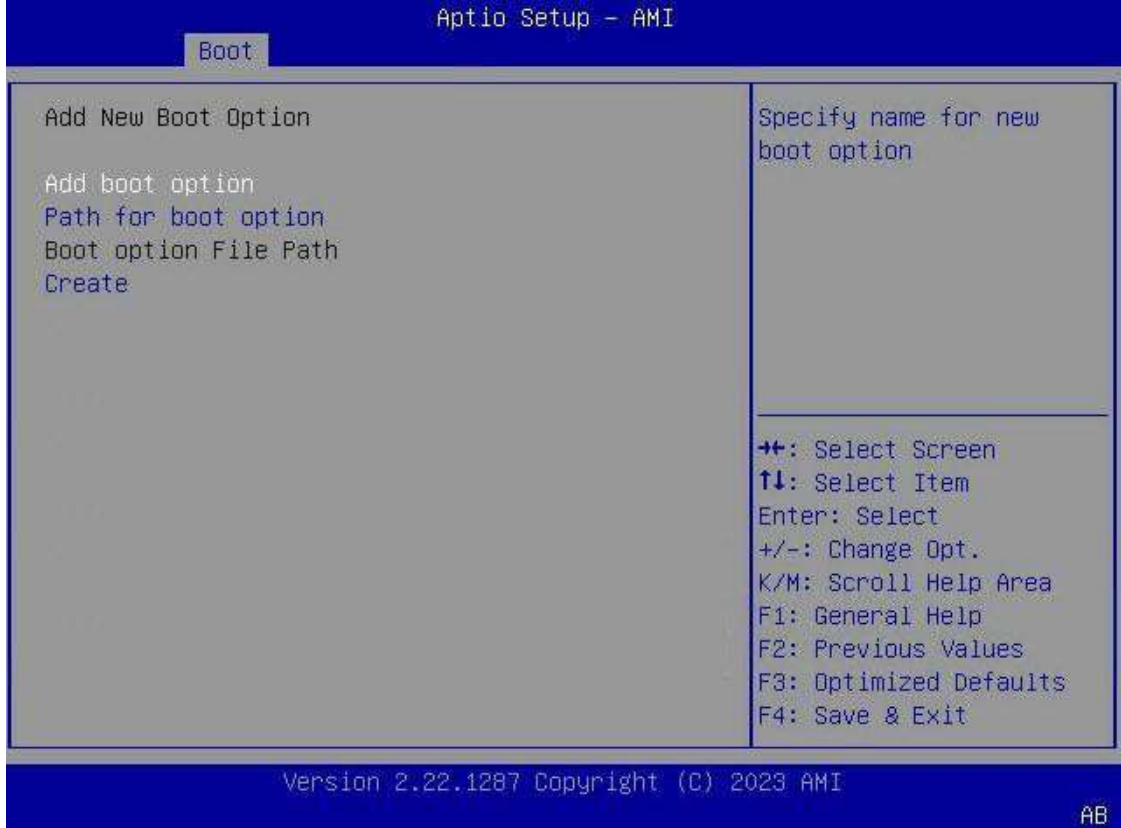 Aptio Setup – AMI
Boot
Add New Boot Option
Add boot option
Path for boot option
Boot option File Path
Create
Specify name for new
boot option
→←: Select Screen
↑↓: Select Item
Enter: Select
+/-: Change Opt.
K/M: Scroll Help Area
F1: General Help
F2: Previous Values
F3: Optimized Defaults
F4: Save & Exit
Version 2.22.1287 Copyright (C) 2023 AMI
AB